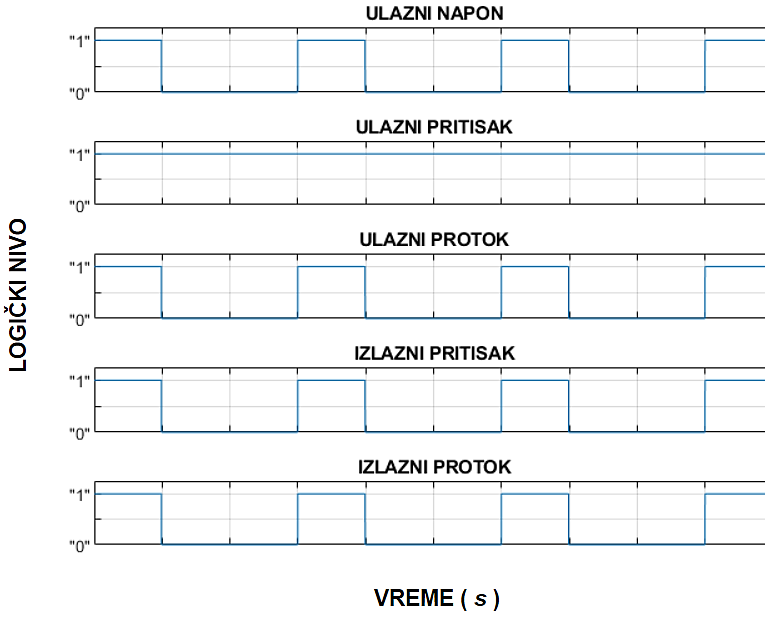 ULAZNI NAPON
"1"
"0"
ULAZNI PRITISAK
"1"
"0"
ULAZNI PROTOK
"1"
"0"
IZLAZNI PRITISAK
"1"
"0"
IZLAZNI PROTOK
"1"
"0"
LOGIČKI NIVO
VREME ( s )